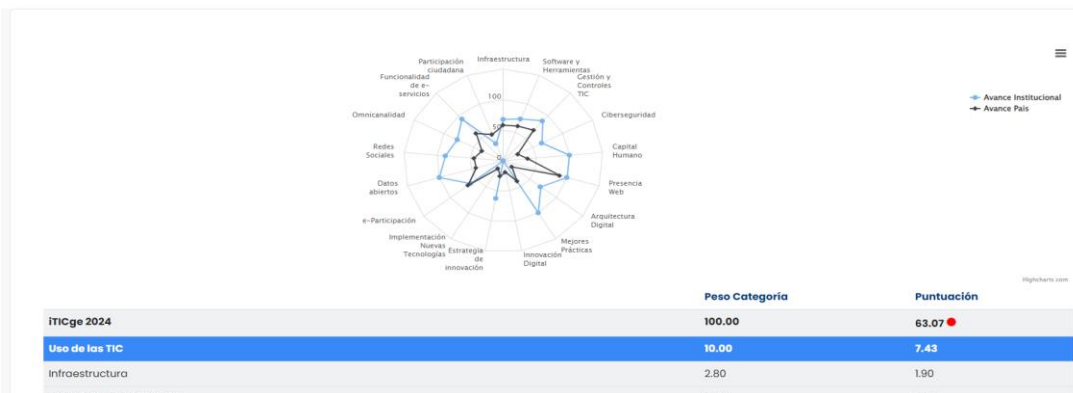 Infraestructura
Software y
Herramientas
Gestión y
Controles
TIC
Ciberseguridad
Capital
Humano
Presencia
Web
Arquitectura
Digital
Mejores
Prácticas
Innovación
Digital
Estrategia
de
innovación
Implementación
Nuevas
Tecnologías
e-Participación
Datos
abiertos
Redes
Sociales
Omnicanalidad
Funcionalidad
de e-
servicios
Participación
ciudadana
100
50
0
Avance Institucional
Avance Pais
Highcharts.com
Peso Categoría Puntuación
iTICge 2024 100.00 63.07
Uso de las TIC 10.00 7.43
Infraestructura 2.80 1.90